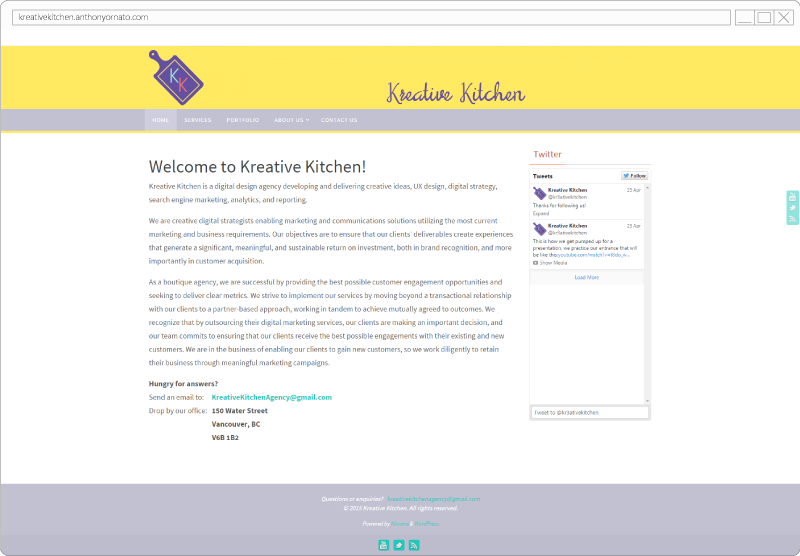 kreativekitchen.anthonyornato.com
K
K
Kreative Kitchen
HOME SERVICES PORTFOLIO ABOUT US CONTACT US
Welcome to Kreative Kitchen!
Kreative Kitchen is a digital design agency developing and delivering creative ideas, UX design, digital strategy,
search engine marketing, analytics, and reporting.
We are creative digital strategists enabling marketing and communications solutions utilizing the most current
marketing and business requirements. Our objectives are to ensure that our clients' deliverables create experiences
that generate a significant, meaningful, and sustainable return on investment, both in brand recognition, and more
importantly in customer acquisition.
As a boutique agency, we are successful by providing the best possible customer engagement opportunities and
seeking to deliver clear metrics. We strive to implement our services by moving beyond a transactional relationship
with our clients to a partner-based approach, working in tandem to achieve mutually agreed to outcomes. We
recognize that by outsourcing their digital marketing services, our clients are making an important decision, and
our team commits to ensuring that our clients receive the best possible engagements with their existing and new
customers. We are in the business of enabling our clients to gain new customers, so we work diligently to retain
their business through meaningful marketing campaigns.
Hungry for answers?
Send an email to: KreativeKitchenAgency@gmail.com
Drop by our office: 150 Water Street
Vancouver, BC
V6B 1B2
Twitter
Tweets Follow
Kreative Kitchen 23 Apr
@kr8ativekitchen
Thanks for following us!
Expand
Kreative Kitchen 23 Apr
@kr8ativekitchen
This is how we get pumped up for a
presentation. we practice our entrance that will
be like this
Show Media
Load More
Tweet to @kr8ativekitchen
You
Tube
Questions or enquiries? kreativekitchenagency@gmail.com
© 2015 Kreative Kitchen. All rights reserved.
Powered by Nirvana & WordPress.
You
Tube